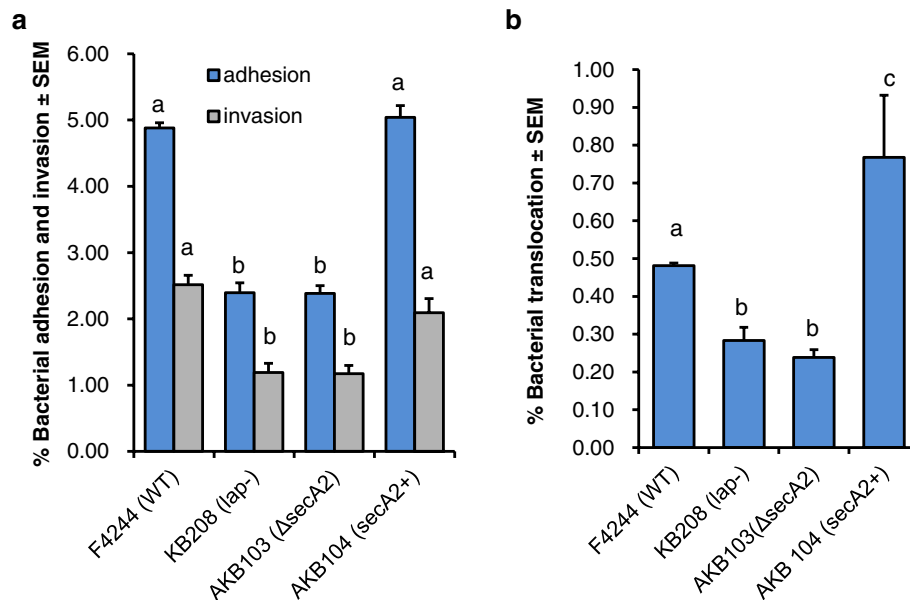 a
% Bacterial adhesion and invasion ± SEM
6.00
5.00
4.00
3.00
2.00
1.00
0.00
adhesion
invasion
a
a
b
b
b
b
a
a
F4244 (WT)
KB208 (lap-)
AKB103 (ΔsecA2)
AKB104 (secA2+)
b
% Bacterial translocation ± SEM
1.00
0.90
0.80
0.70
0.60
0.50
0.40
0.30
0.20
0.10
0.00
a
b
b
c
F4244 (WT)
KB208 (lap-)
AKB103(ΔsecA2)
AKB 104 (secA2+)